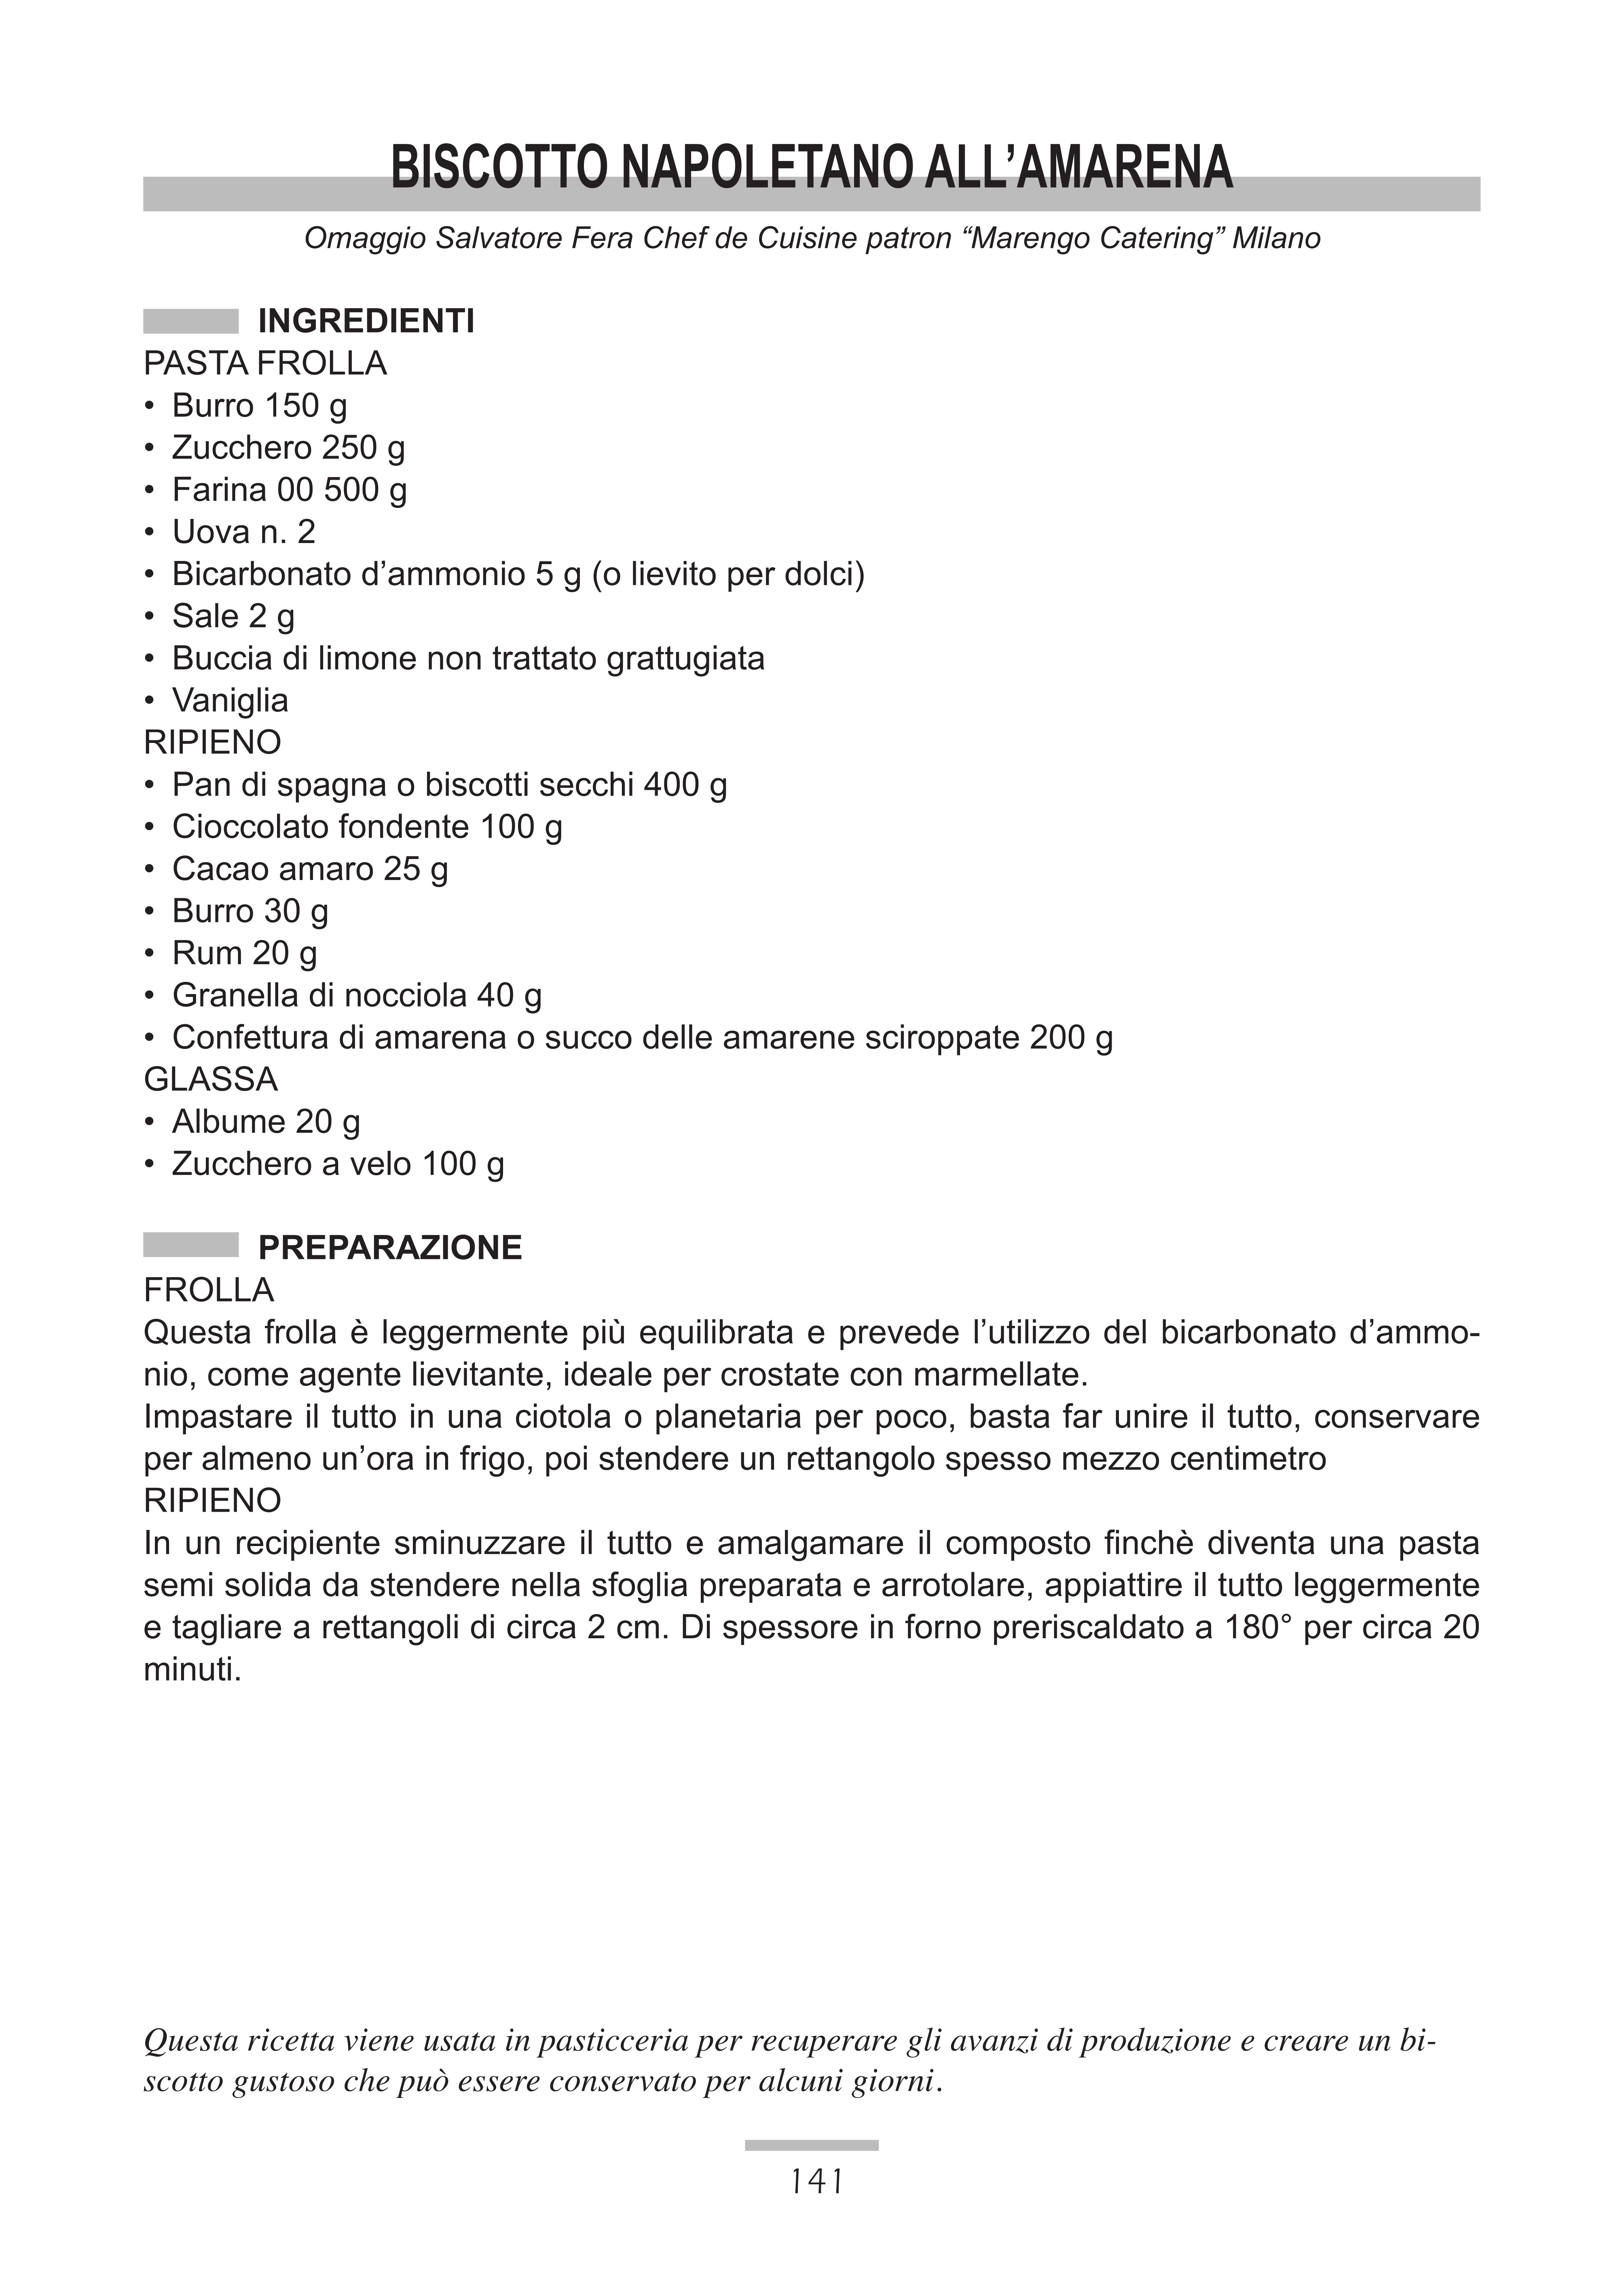 BISCOTTO NAPOLETANO ALL’AMARENA
Omaggio Salvatore Fera Chef de Cuisine patron “Marengo Catering” Milano
INGREDIENTI
PASTA FROLLA
• Burro 150 g
• Zucchero 250 g
• Farina 00 500 g
• Uova n. 2
• Bicarbonato d’ammonio 5 g (o lievito per dolci)
• Sale 2 g
• Buccia di limone non trattato grattugiata
• Vaniglia
RIPIENO
• Pan di spagna o biscotti secchi 400 g
• Cioccolato fondente 100 g
• Cacao amaro 25 g
• Burro 30 g
• Rum 20 g
• Granella di nocciola 40 g
• Confettura di amarena o succo delle amarene sciroppate 200 g
GLASSA
• Albume 20 g
• Zucchero a velo 100 g
PREPARAZIONE
FROLLA
Questa frolla è leggermente più equilibrata e prevede l’utilizzo del bicarbonato d’ammo-
nio, come agente lievitante, ideale per crostate con marmellate.
Impastare il tutto in una ciotola o planetaria per poco, basta far unire il tutto, conservare
per almeno un’ora in frigo, poi stendere un rettangolo spesso mezzo centimetro
RIPIENO
In un recipiente sminuzzare il tutto e amalgamare il composto finchè diventa una pasta
semi solida da stendere nella sfoglia preparata e arrotolare, appiattire il tutto leggermente
e tagliare a rettangoli di circa 2 cm. Di spessore in forno preriscaldato a 180° per circa 20
minuti.
Questa ricetta viene usata in pasticceria per recuperare gli avanzi di produzione e creare un bi-
scotto gustoso che può essere conservato per alcuni giorni.
141